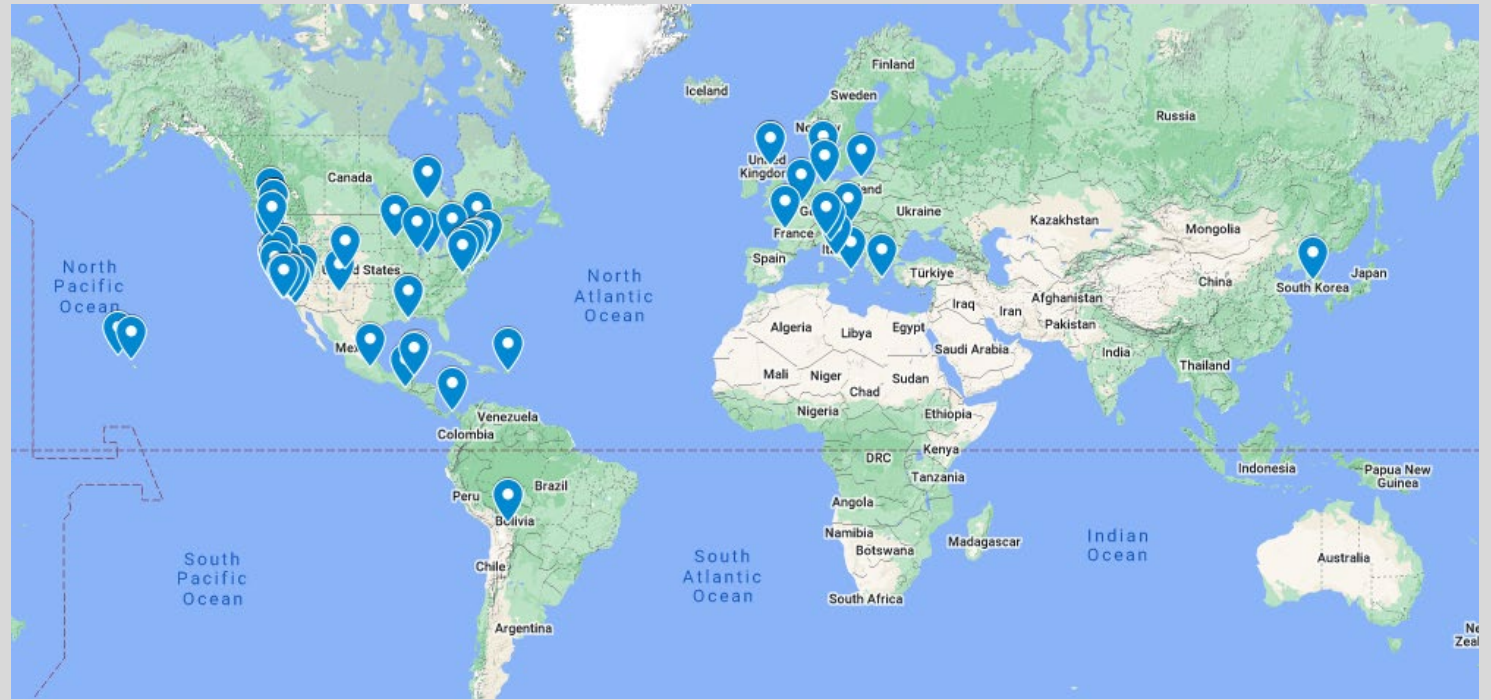 Finland
Iceland
Sweden
Russia
Canada
Ukraine
Kazakhstan
Mongolia
France
Spain
Türkiye
North
Pacific
Ocean
North
Atlantic
Ocean
China
Japan
South Korea
Iraq
Iran
Afghanistan
Pakistan
Algeria
Libya
Egypt
Saudi Arabia
India
Thailand
Mali
Niger
Chad
Sudan
Nigeria
Ethiopia
Venezuela
Colombia
DRC
Kenya
Tanzania
Indonesia
Papua New
Guinea
Peru
Brazil
Bolivia
Angola
Namibia
Botswana
Madagascar
Indian
Ocean
South
Pacific
Ocean
South
Atlantic
Ocean
Chile
Australia
South Africa
Argentina